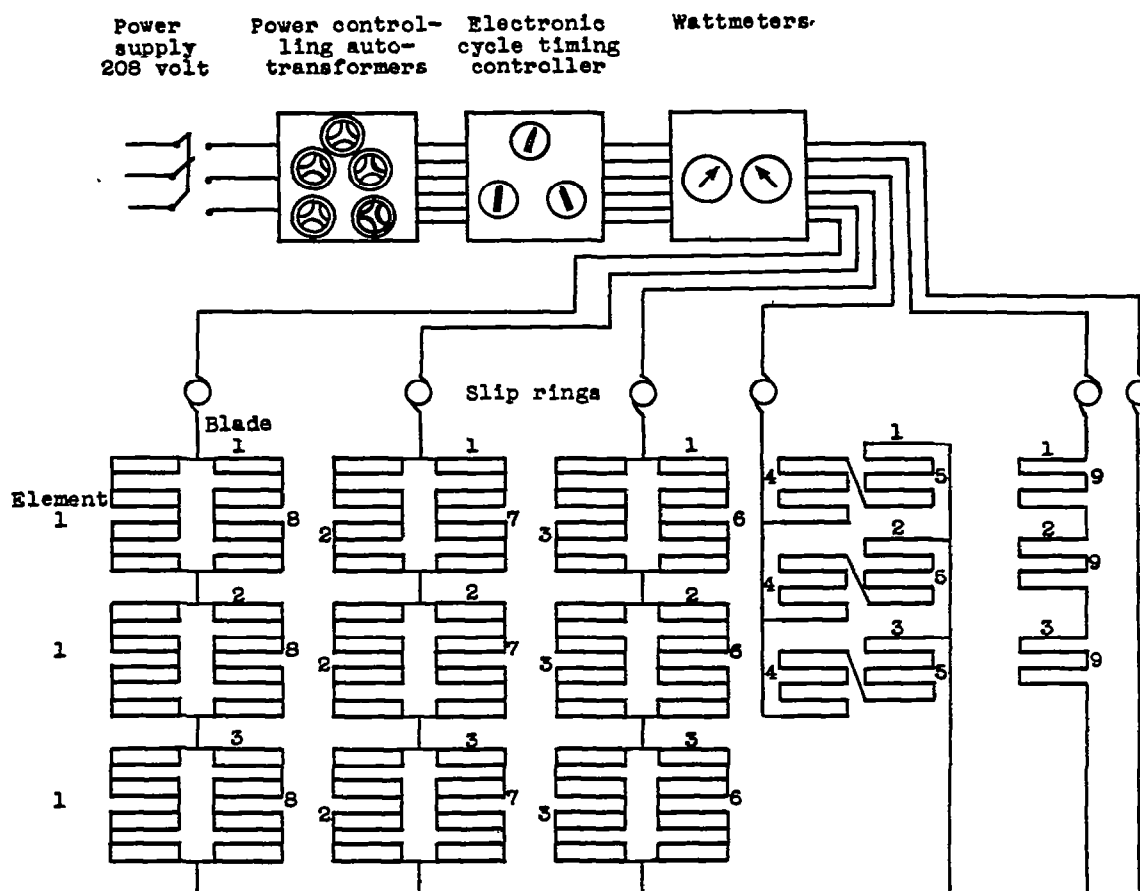 Power
supply
208 volt
Power control-
ling auto-
transformers
Electronic
cycle timing
controller
Wattmeters
Slip rings
Blade
1 1 1 1 1
Element
1 8 2 7 3 6 4 5 9
2 2 2 2 2
1 8 2 7 3 6 4 5 9
3 3 3 3 3
1 8 2 7 3 6 4 5 9